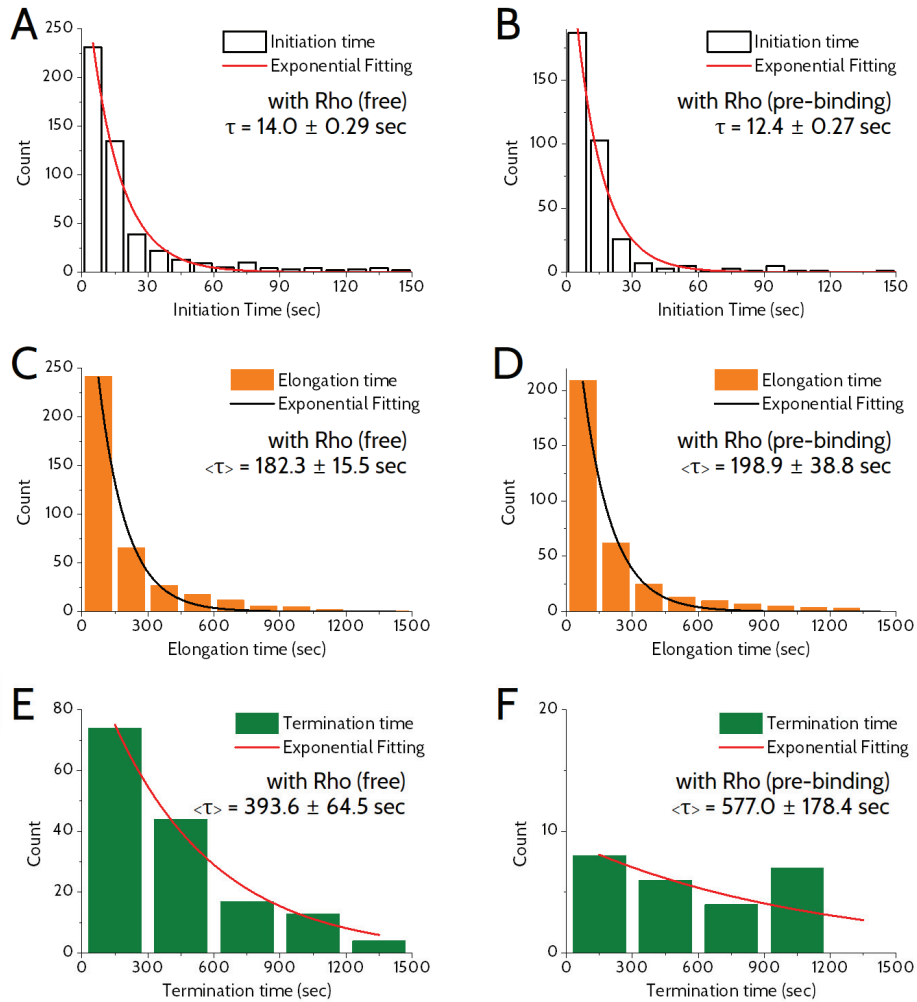 A
250
200
150
100
50
0
Count
Initiation time
Exponential Fitting
with Rho (free)
τ = 14.0 ± 0.29 sec
0 30 60 90 120 150
Initiation Time (sec)
B
150
100
50
0
Count
Initiation time
Exponential Fitting
with Rho (pre-binding)
τ = 12.4 ± 0.27 sec
0 30 60 90 120 150
Initiation Time (sec)
C
250
200
150
100
50
0
Count
Elongation time
Exponential Fitting
with Rho (free)
<τ> = 182.3 ± 15.5 sec
0 300 600 900 1200 1500
Elongation time (sec)
D
200
150
100
50
0
Count
Elongation time
Exponential Fitting
with Rho (pre-binding)
<τ> = 198.9 ± 38.8 sec
0 300 600 900 1200 1500
Elongation time (sec)
E
80
60
40
20
0
Count
Termination time
Exponential Fitting
with Rho (free)
<τ> = 393.6 ± 64.5 sec
0 300 600 900 1200 1500
Termination time (sec)
F
20
10
0
Count
Termination time
Exponential Fitting
with Rho (pre-binding)
<τ> = 577.0 ± 178.4 sec
0 300 600 900 1200 1500
Termination time (sec)